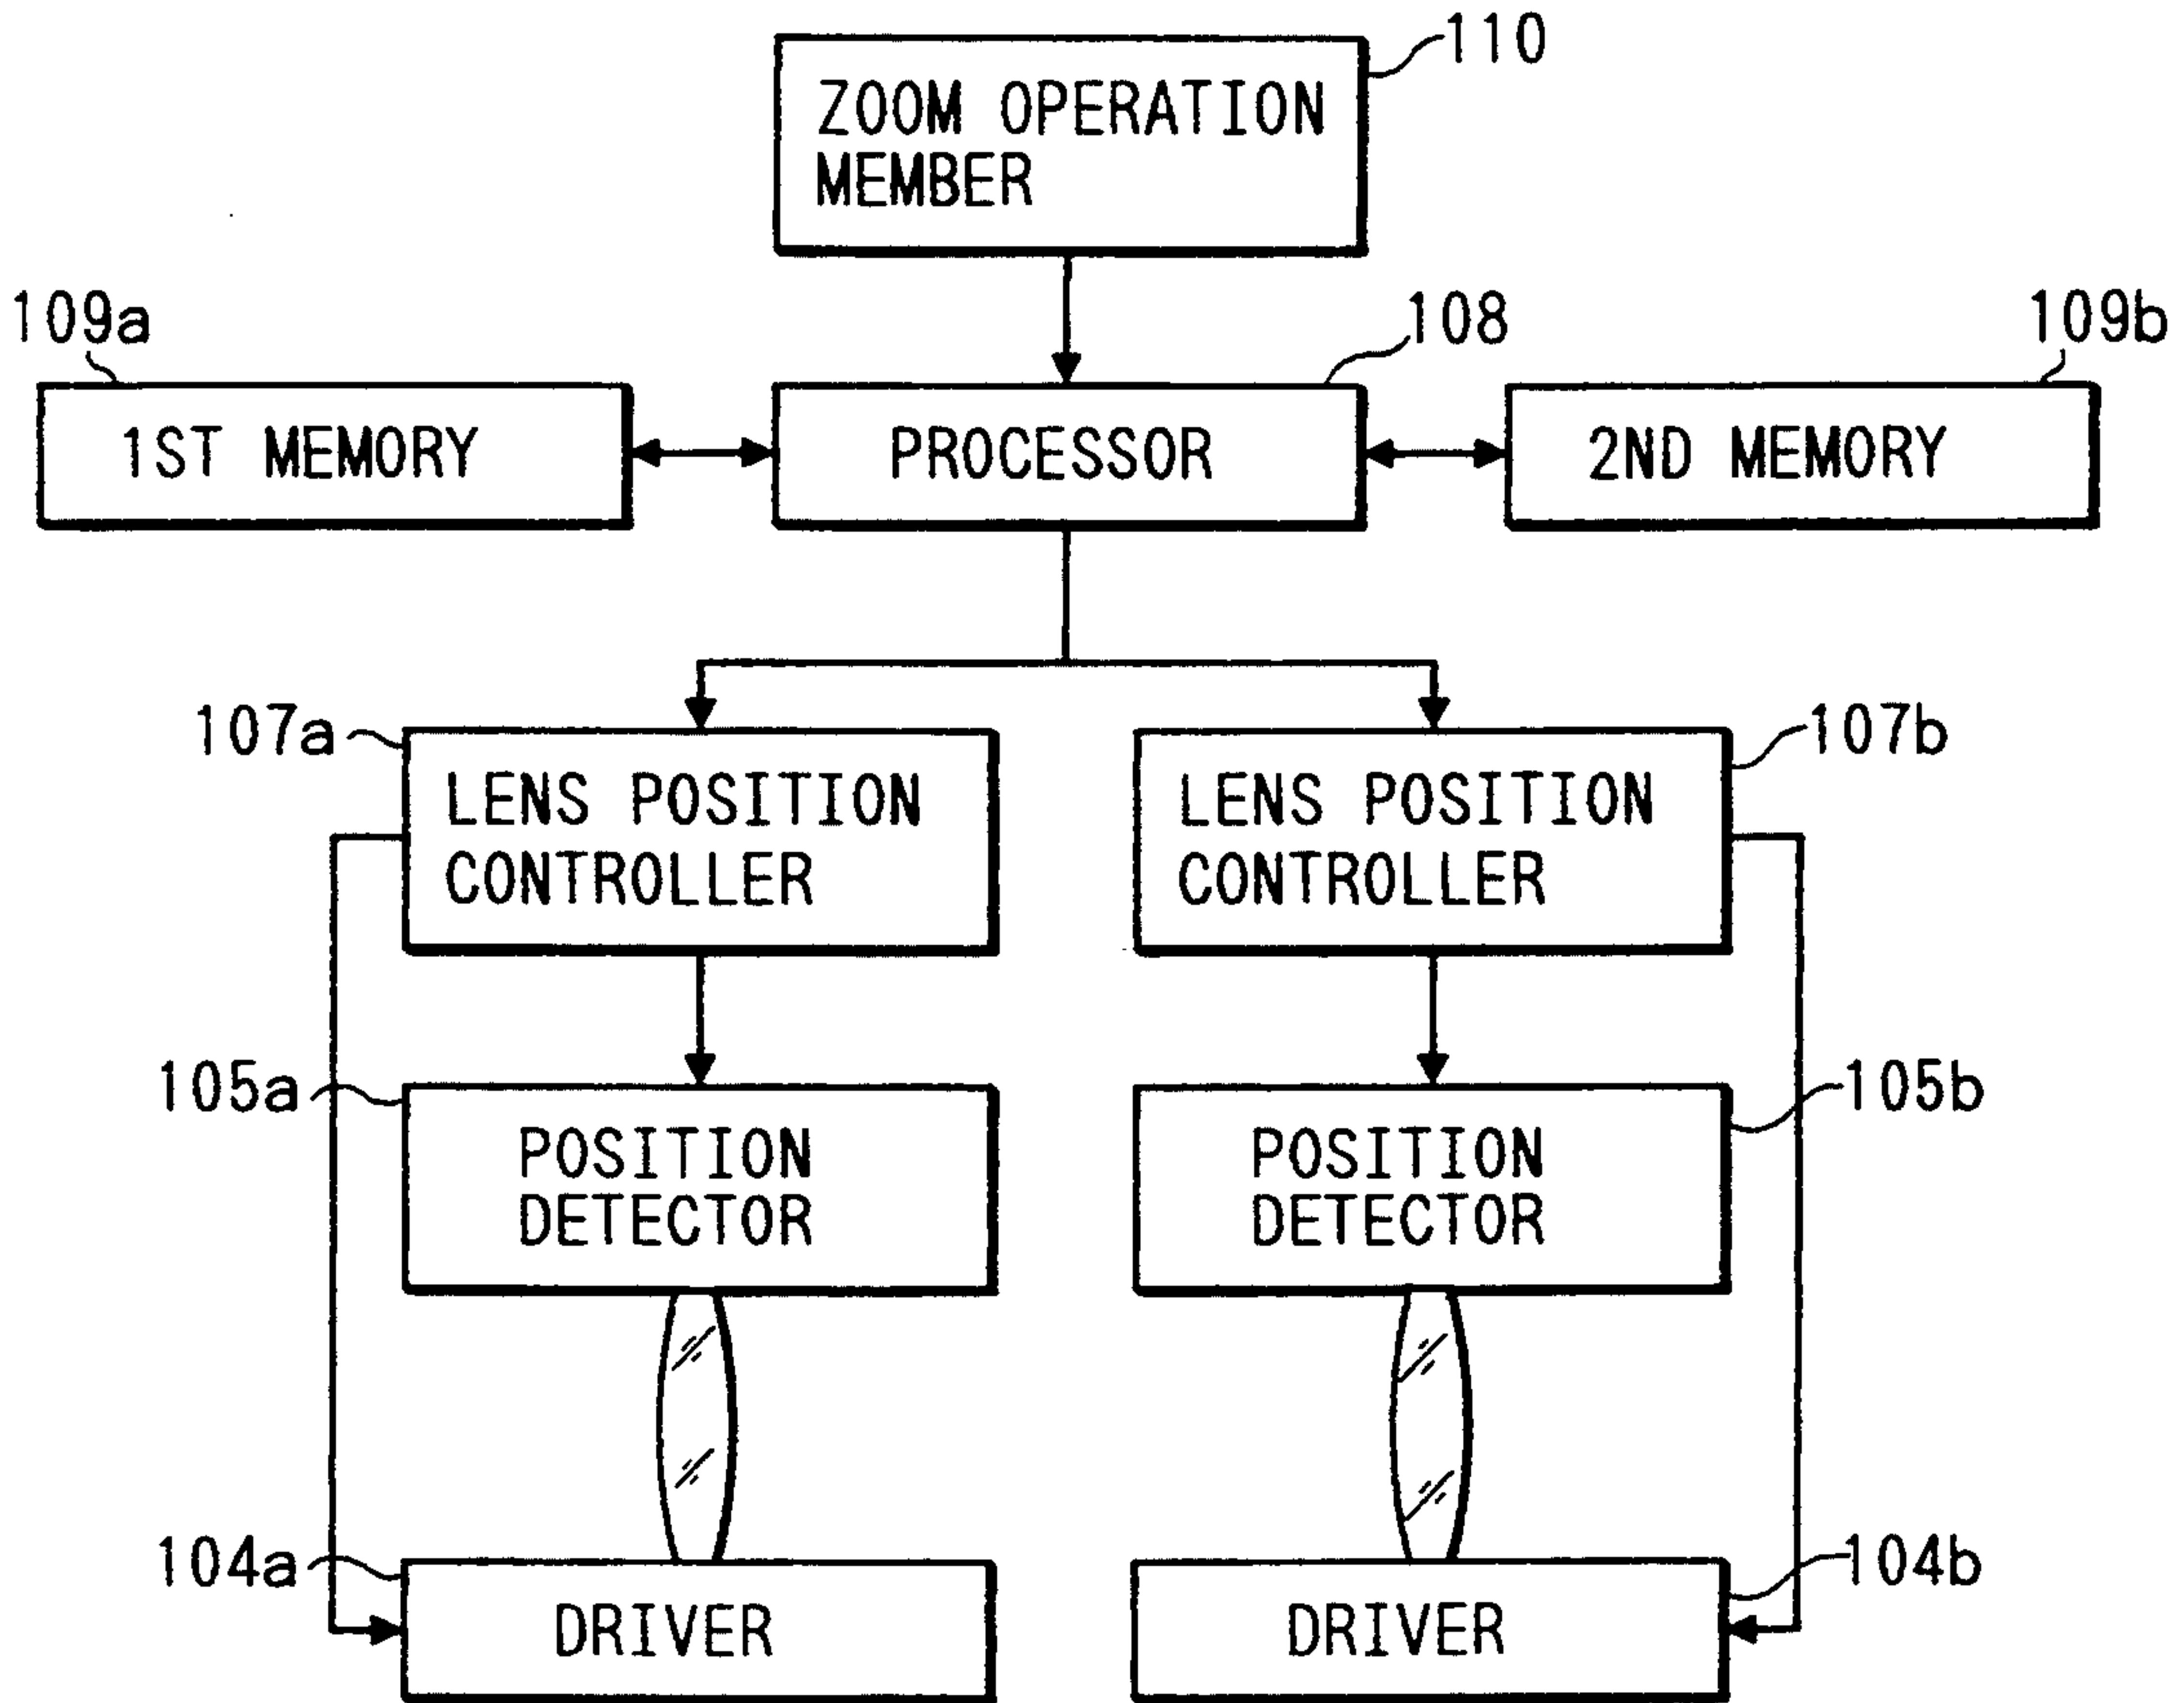 110
ZOOM OPERATION
MEMBER
109a
108
109b
1ST MEMORY
PROCESSOR
2ND MEMORY
107a
107b
LENS POSITION
CONTROLLER
LENS POSITION
CONTROLLER
105a
105b
POSITION
DETECTOR
POSITION
DETECTOR
104a
104b
DRIVER
DRIVER